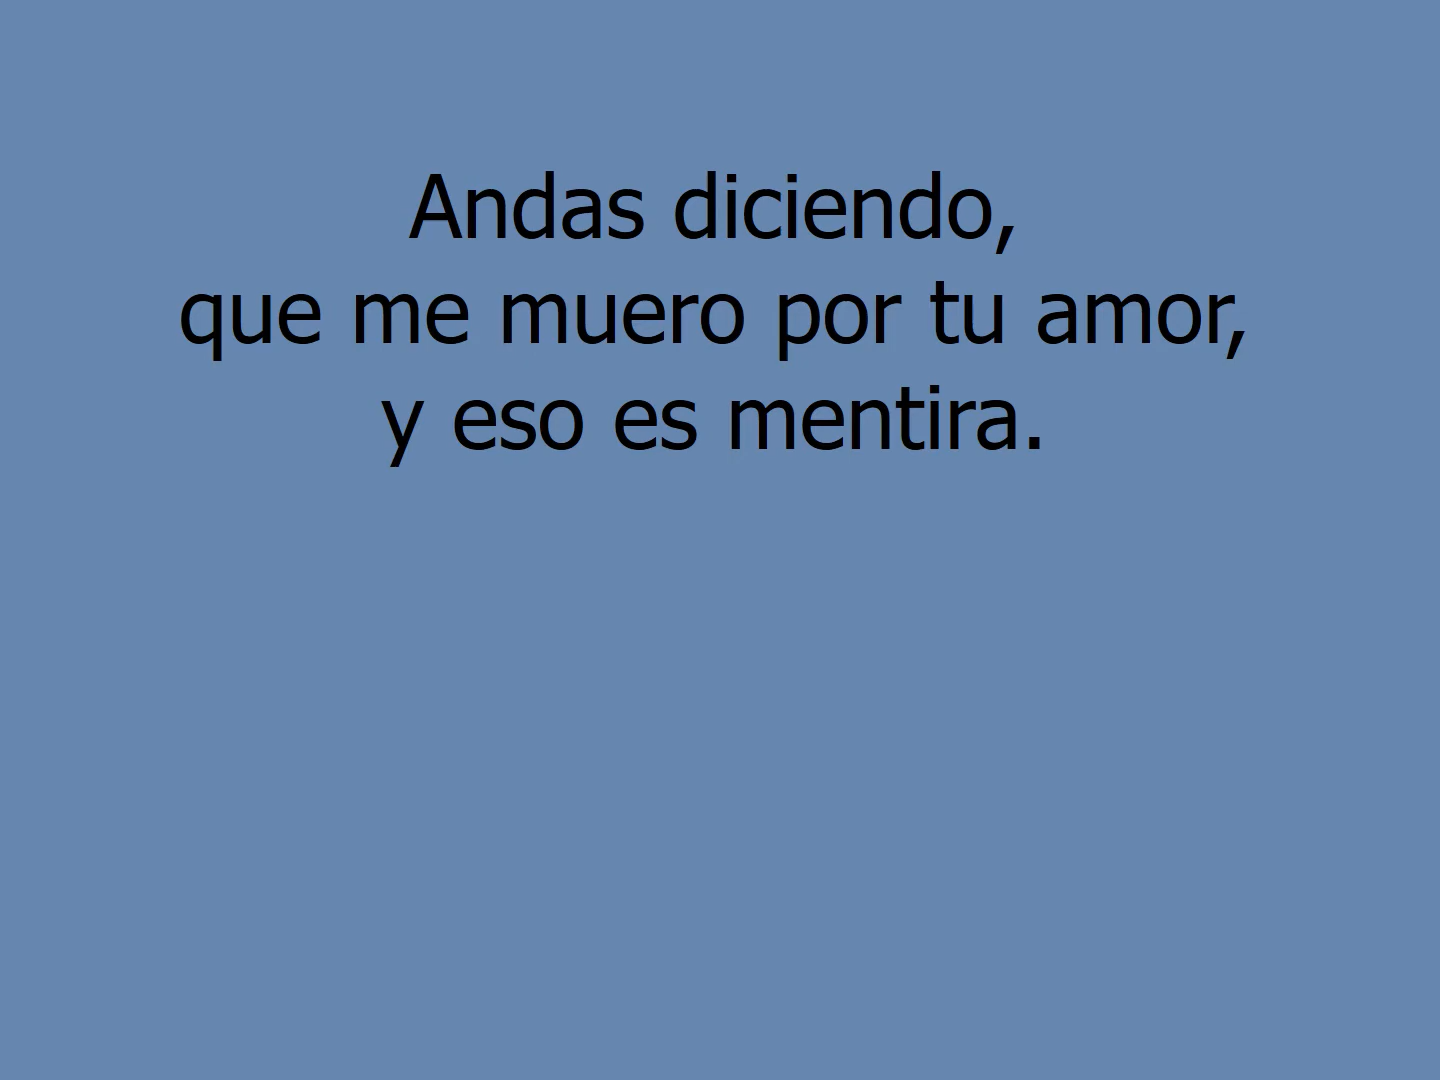 Andas diciendo,
que me muero por tu amor,
y eso es mentira.